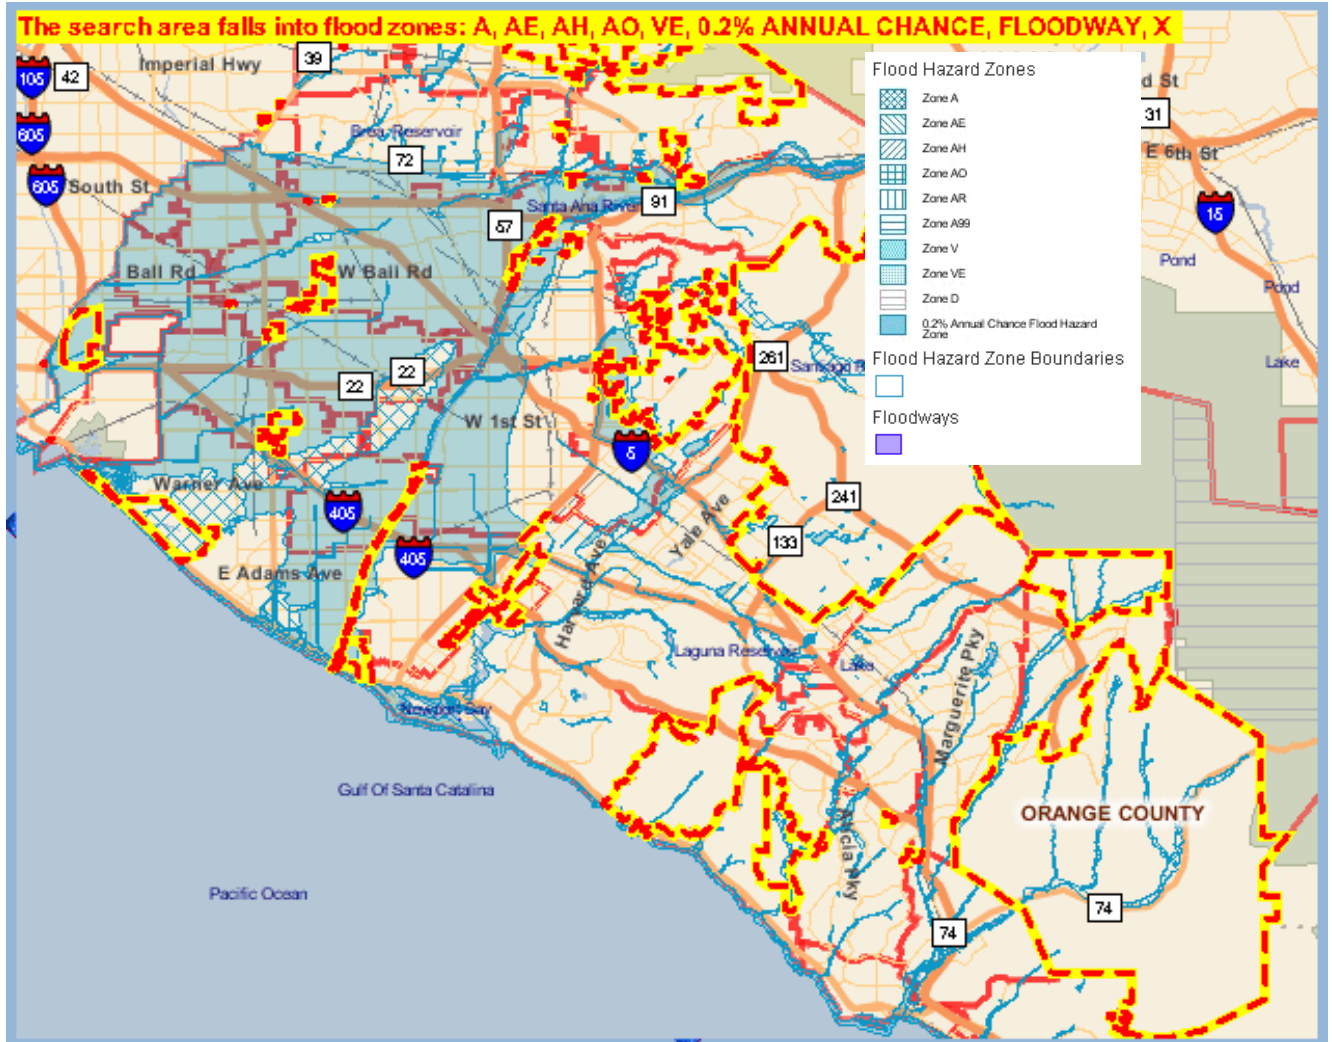 The search area falls into flood zones: A, AE, AH, AO, VE, 0.2% ANNUAL CHANCE, FLOODWAY, X
Imperial Hwy
39
105
42
605
605
South St
Brea Reservoir
72
Santa Ana River
91
57
Ball Rd
W Ball Rd
Flood Hazard Zones
Zone A
Zone AE
Zone AH
Zone AO
Zone AR
Zone A99
Zone V
Zone VE
Zone D
0.2% Annual Chance Flood Hazard
Zone
Flood Hazard Zone Boundaries
Floodways
d St
31
E 6th St
15
Pond
Pond
Lake
261
22
22
W 1st St
5
Warner Ave
405
405
E Adams Ave
241
133
Yale Ave
Harvard Ave
Laguna Reservoir
Lake
Marguerite Pky
Newport Bay
Gulf Of Santa Catalina
Pacific Ocean
ORANGE COUNTY
Alicia Pky
74
74